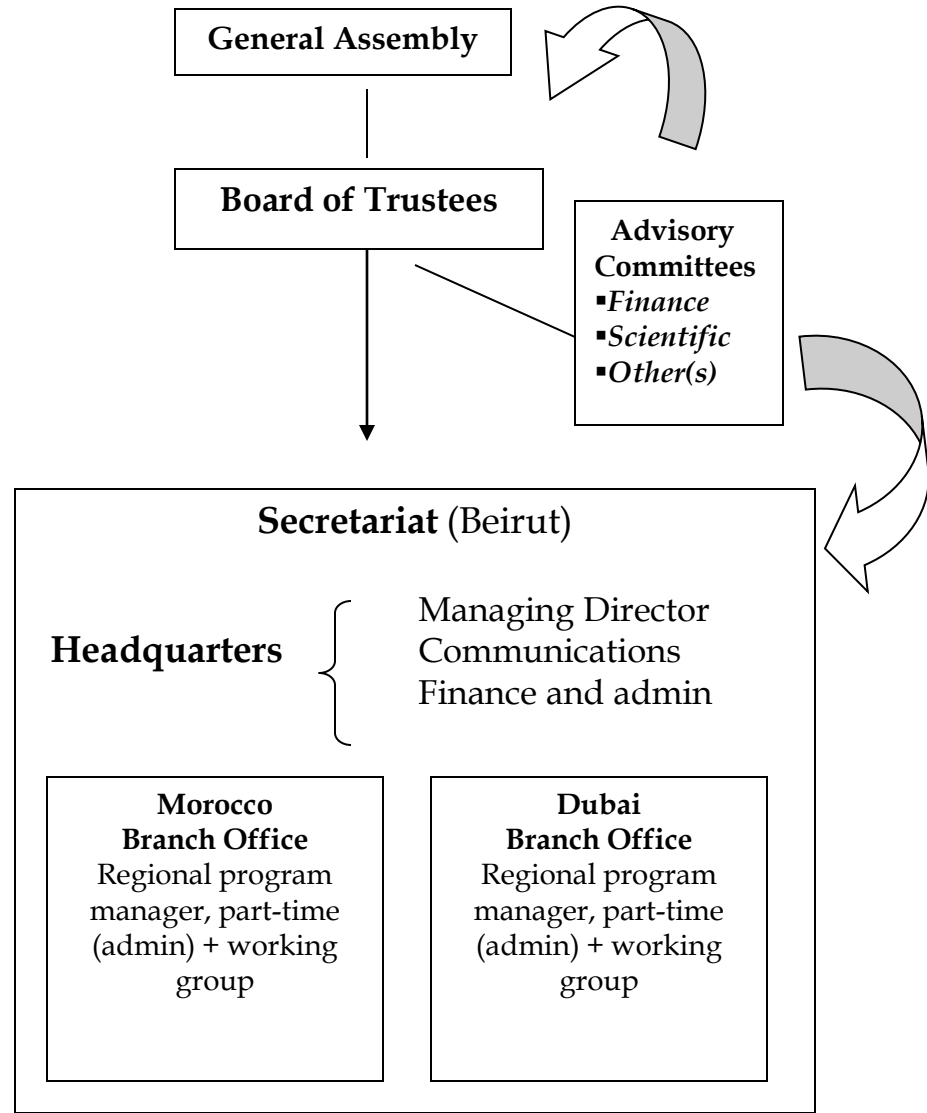 General Assembly
Board of Trustees
Advisory
Committees
▪Finance
▪Scientific
▪Other(s)
Secretariat (Beirut)
Headquarters
Managing Director
Communications
Finance and admin
Morocco
Branch Office
Regional program
manager, part-time
(admin) + working
group
Dubai
Branch Office
Regional program
manager, part-time
(admin) + working
group